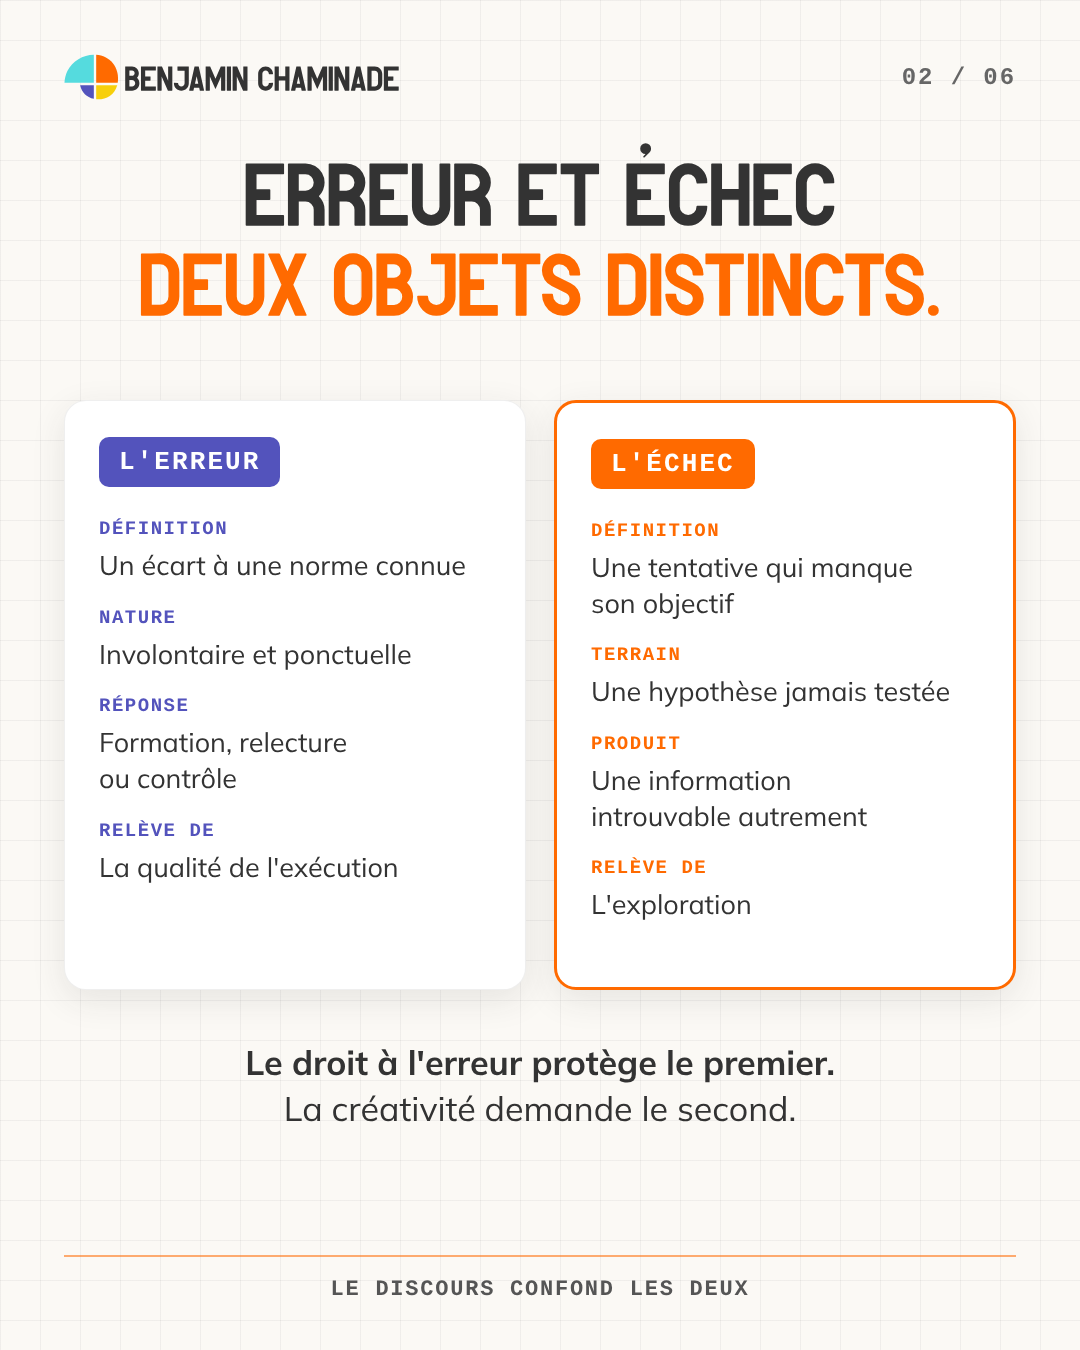 BENJAMIN CHAMINADE
02 / 06
ERREUR ET ÉCHEC
DEUX OBJETS DISTINCTS.
L'ERREUR
DÉFINITION
Un écart à une norme connue
NATURE
Involontaire et ponctuelle
RÉPONSE
Formation, relecture
ou contrôle
RELÈVE DE
La qualité de l'exécution
L'ÉCHEC
DÉFINITION
Une tentative qui manque
son objectif
TERRAIN
Une hypothèse jamais testée
PRODUIT
Une information
introuvable autrement
RELÈVE DE
L'exploration
Le droit à l'erreur protège le premier.
La créativité demande le second.
LE DISCOURS CONFOND LES DEUX